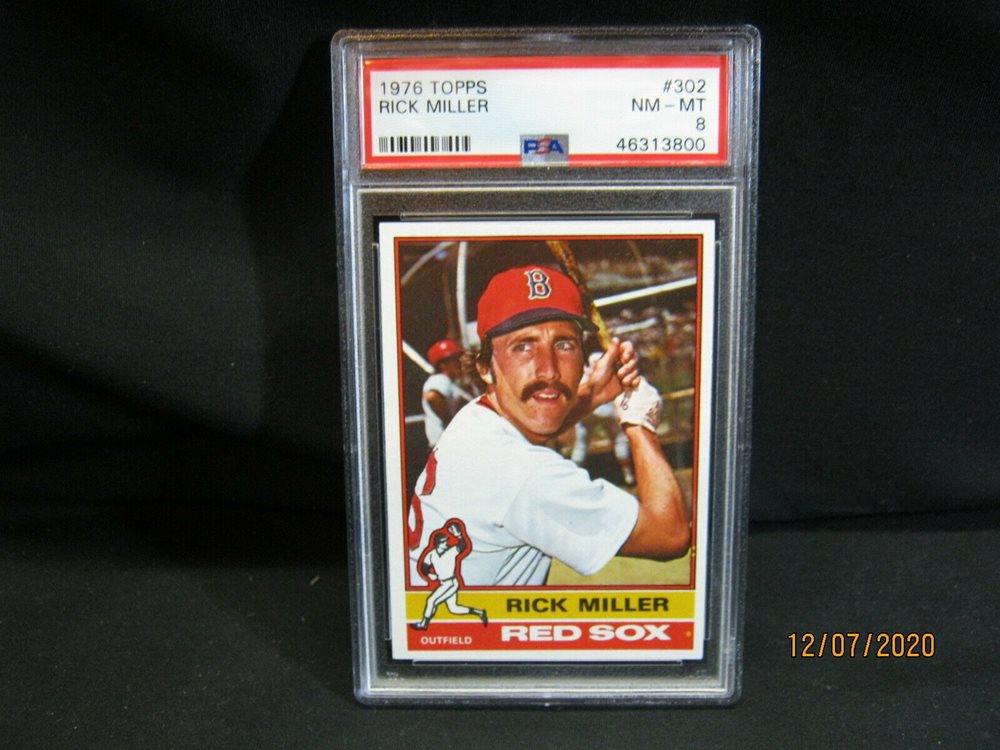 1976 TOPPS #302
RICK MILLER NM - MT
8
PSA 46313800
B
RICK MILLER
OUTFIELD RED SOX
12/07/2020